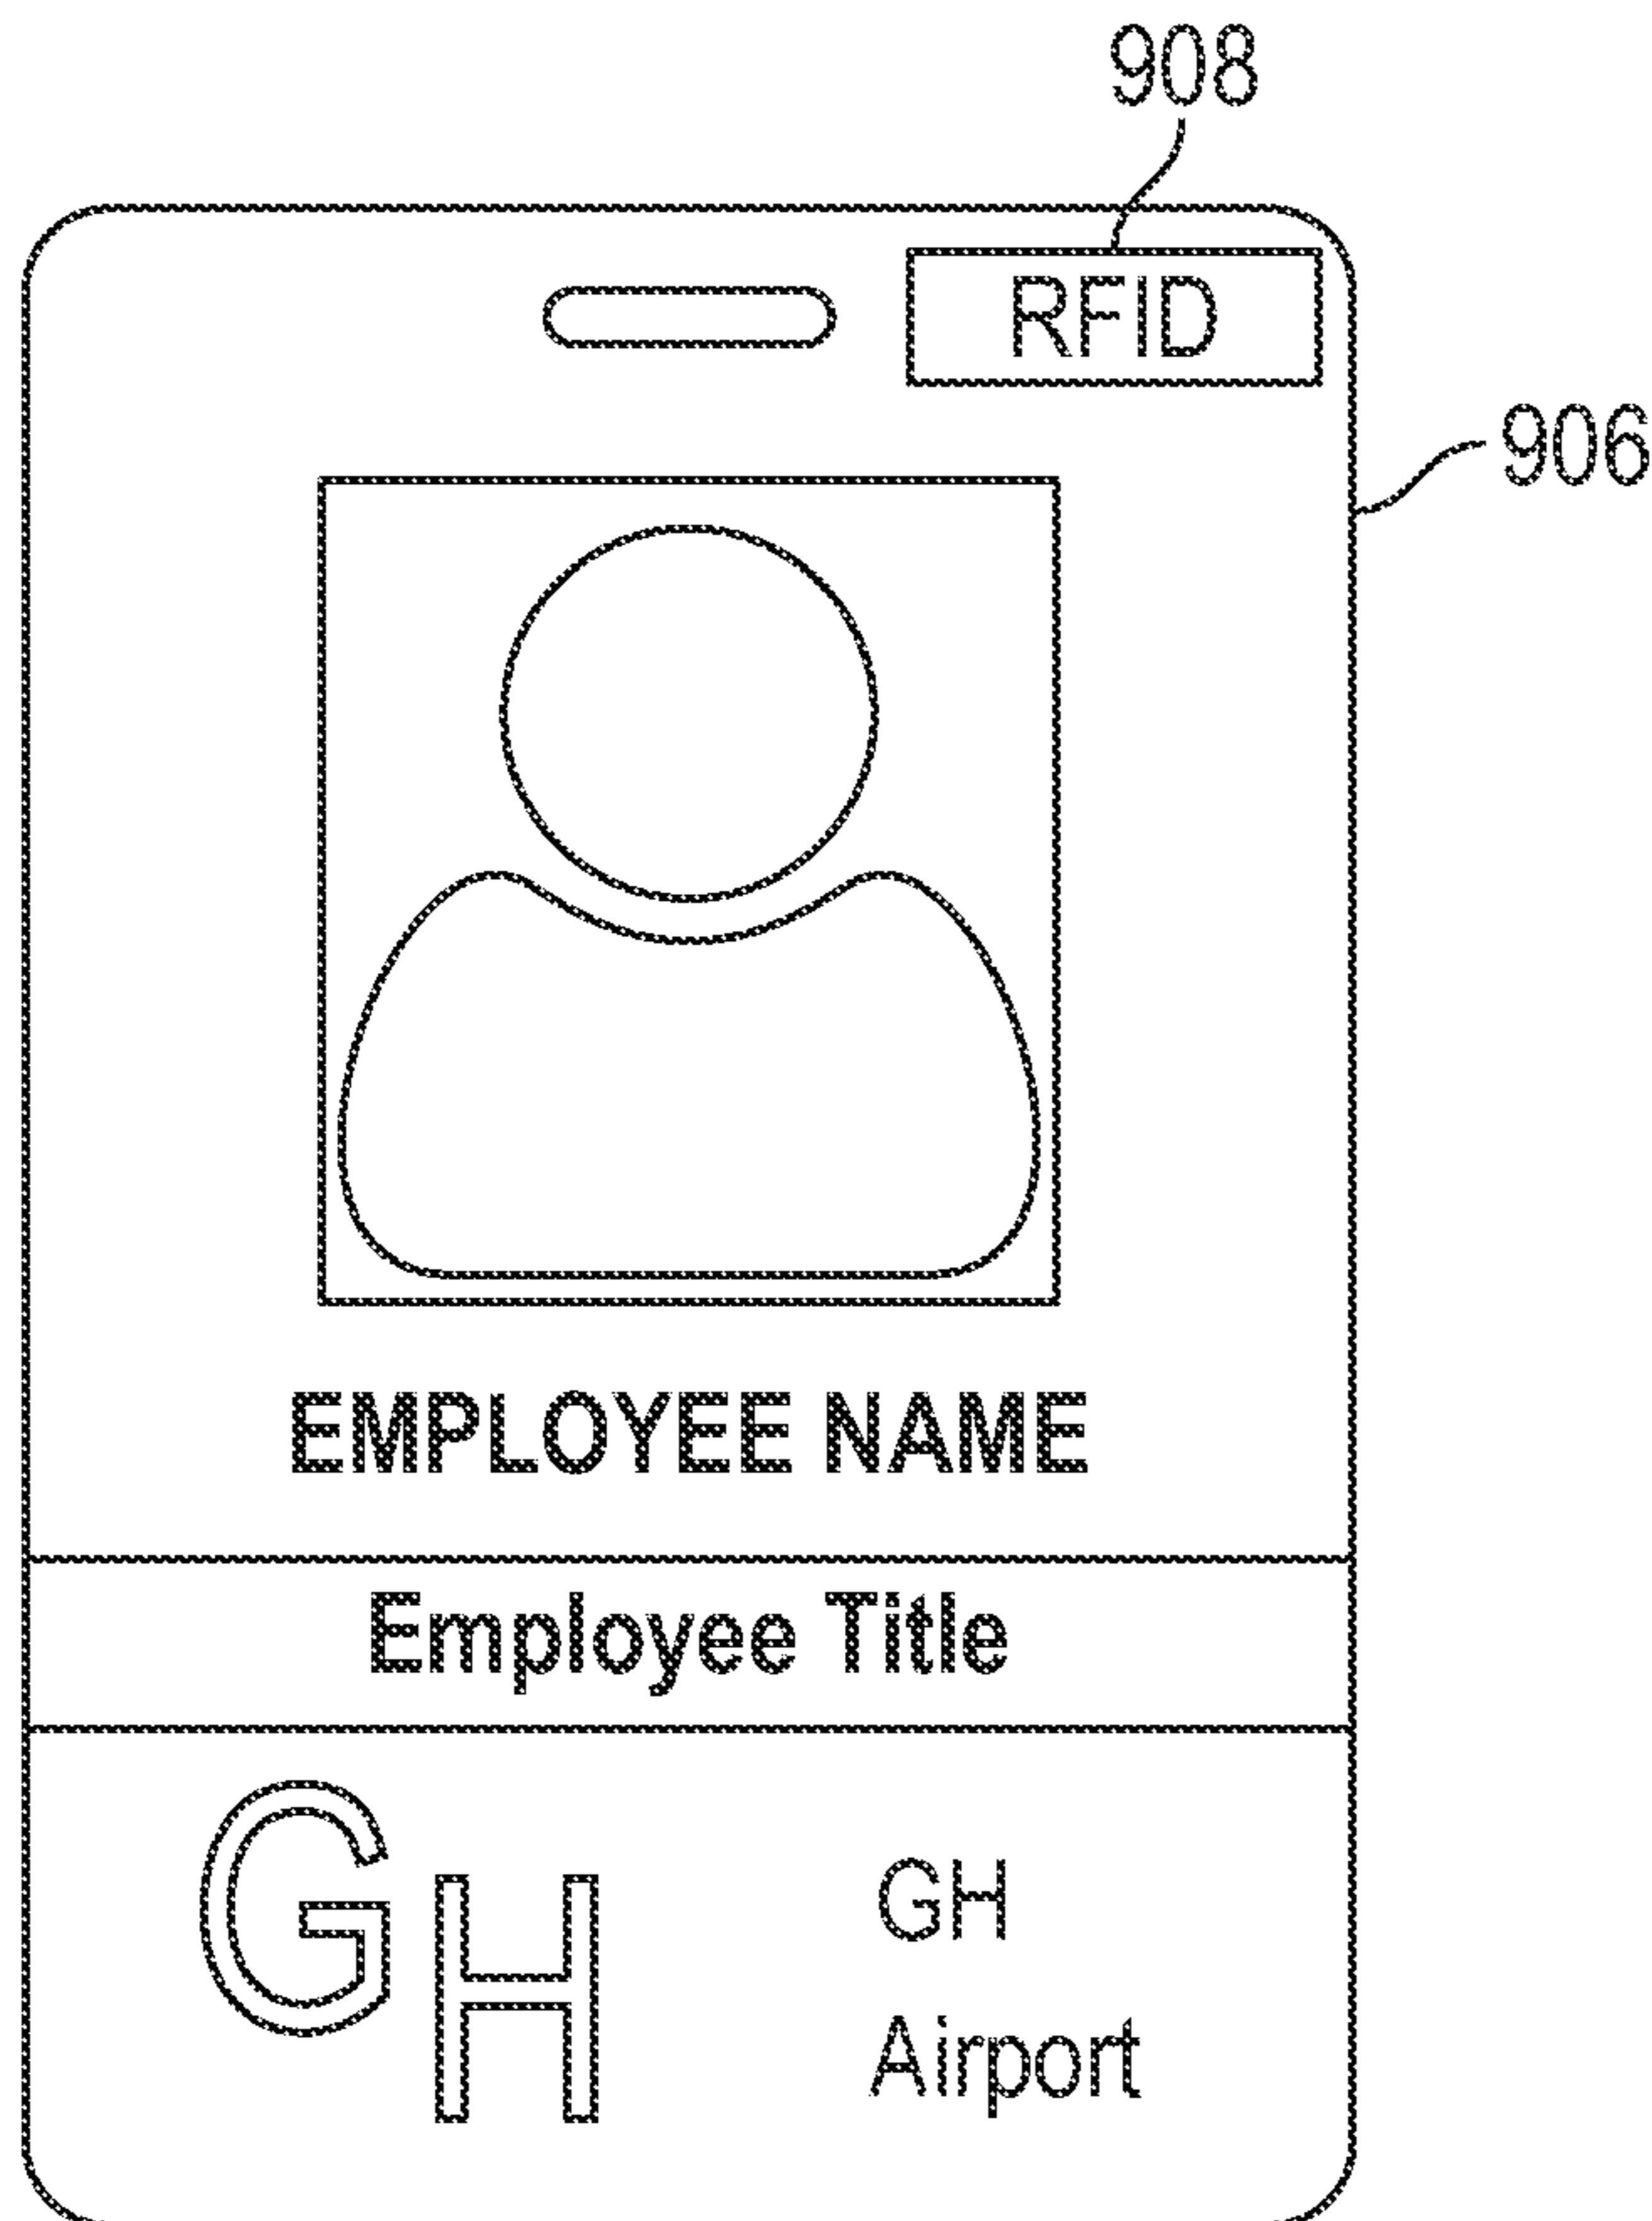 908
RFID
906
EMPLOYEE NAME
Employee Title
GH
GH
Airport